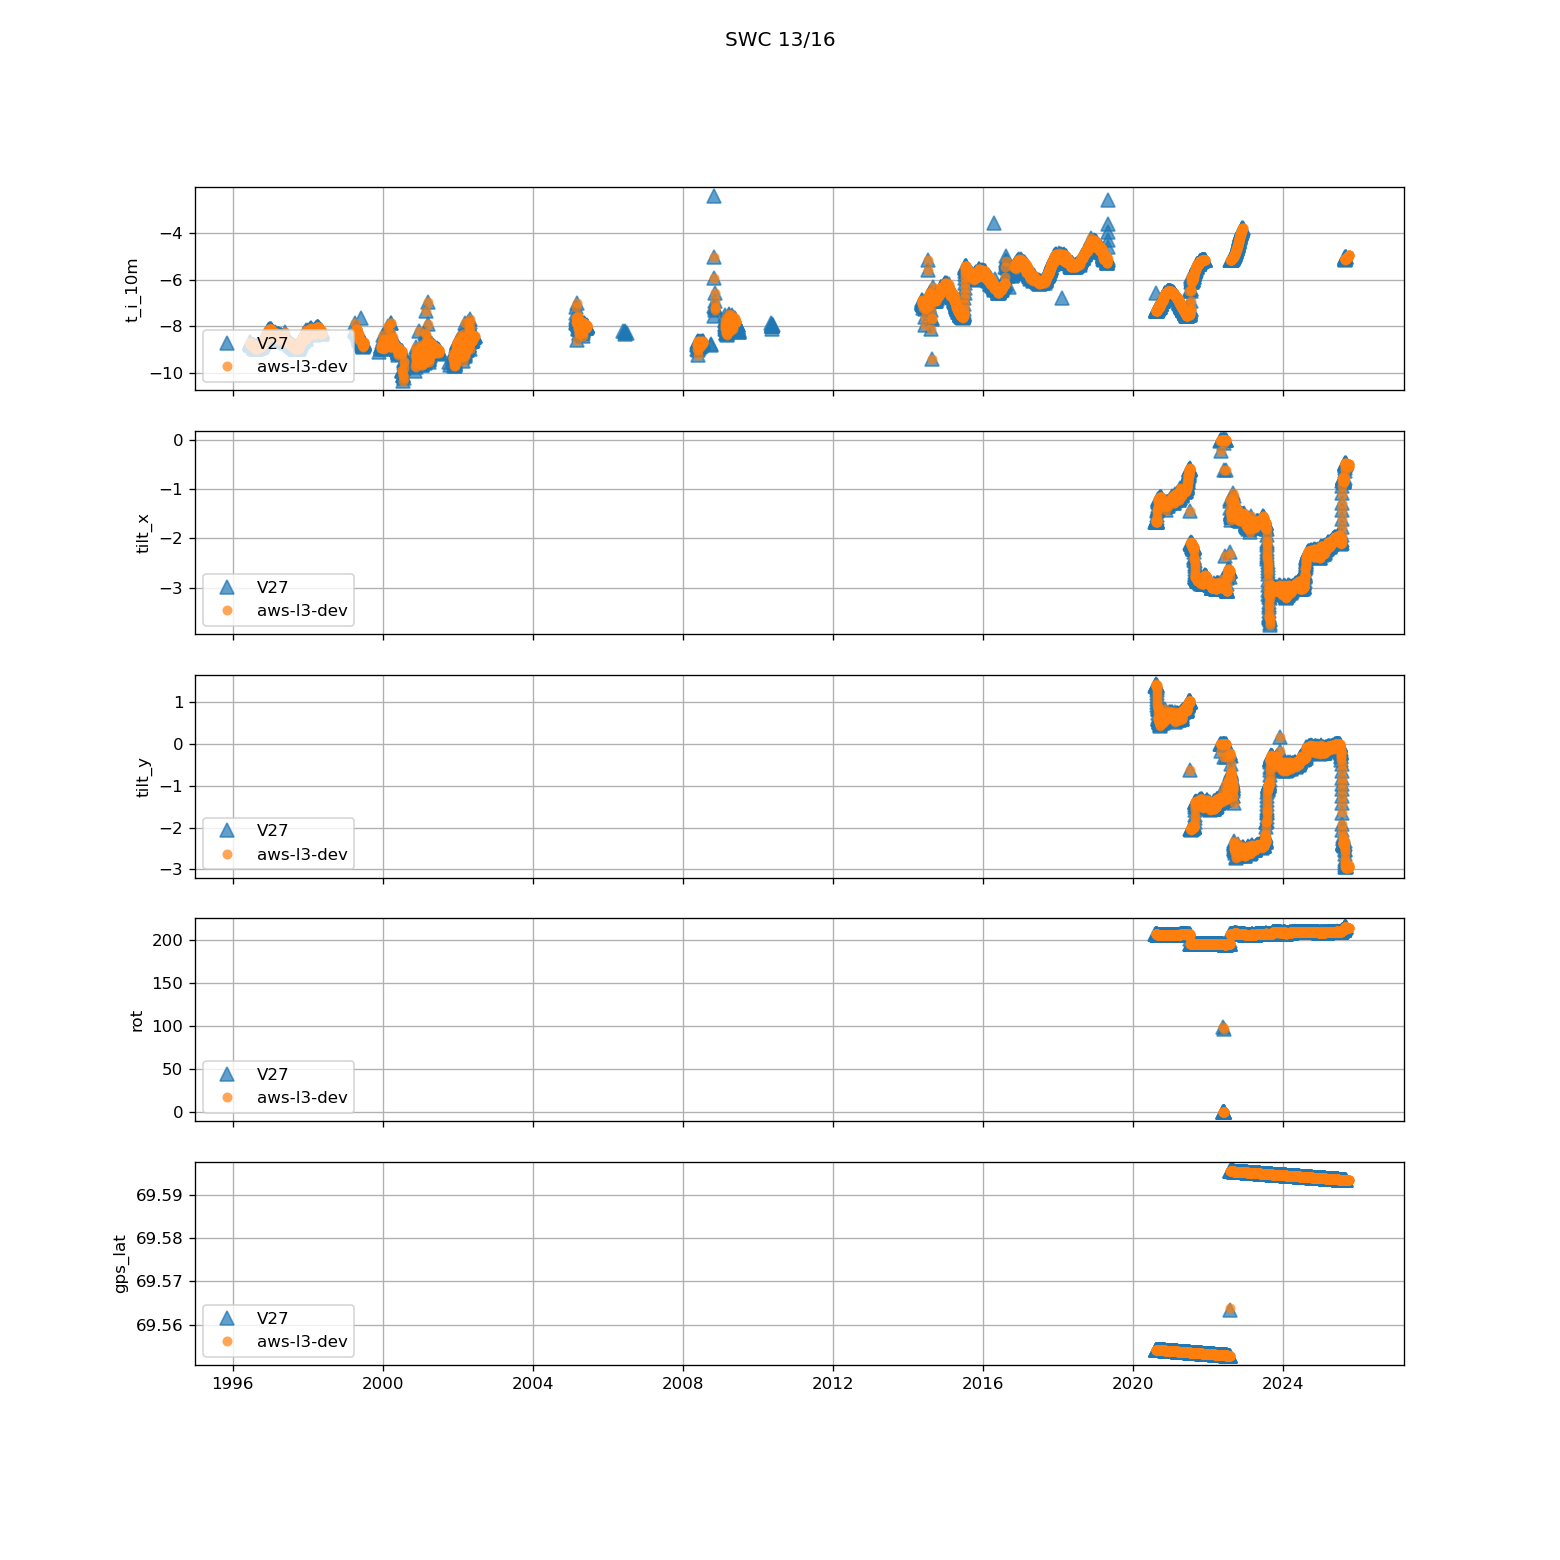 SWC 13/16
t_i_10m
−4
−6
−8
−10
V27
aws-l3-dev
tilt_x
0
−1
−2
−3
V27
aws-l3-dev
tilt_y
1
0
−1
−2
−3
V27
aws-l3-dev
rot
200
150
100
50
0
V27
aws-l3-dev
gps_lat
69.59
69.58
69.57
69.56
V27
aws-l3-dev
1996 2000 2004 2008 2012 2016 2020 2024